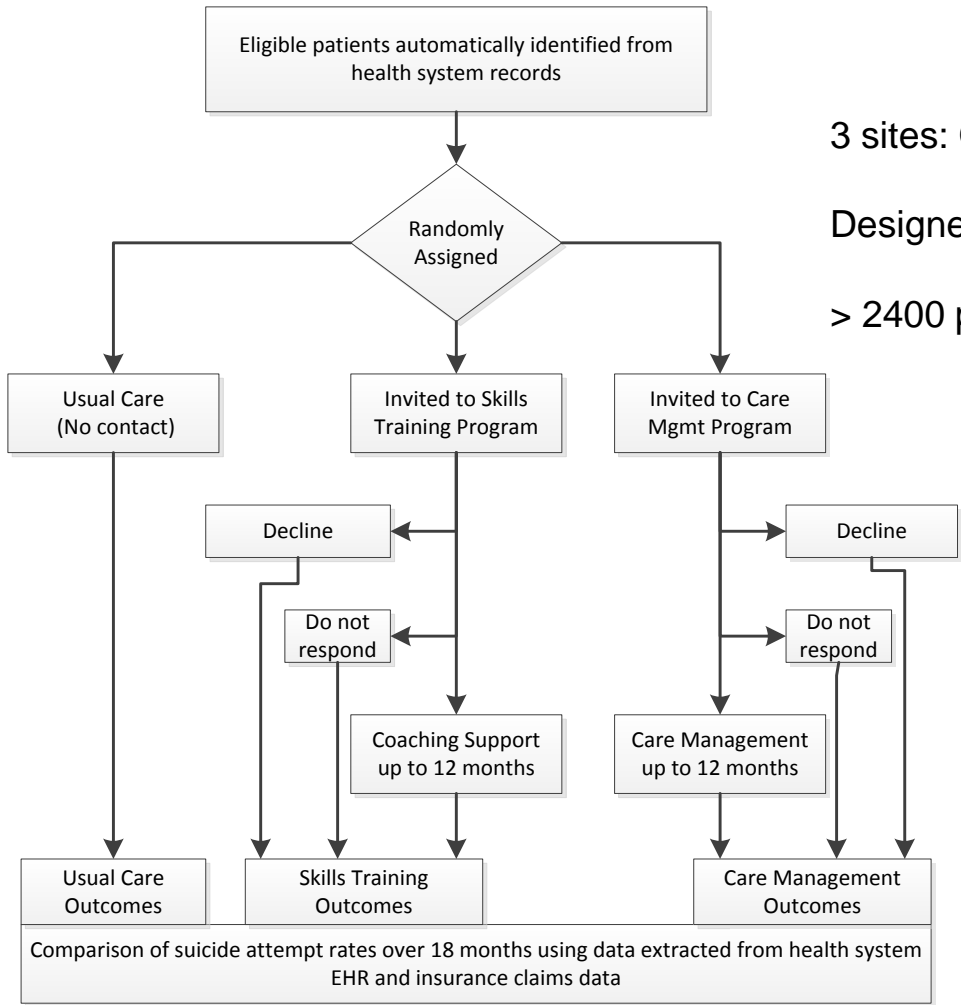 Eligible patients automatically identified from
health system records
3 sites:
> 2400
Randomly
Assigned
Usual Care
(No contact)
Invited to Skills
Training Program
Invited to Care
Mgmt Program
Decline
Decline
Do not
respond
Do not
respond
Coaching Support
up to 12 months
Care Management
up to 12 months
Usual Care
Outcomes
Skills Training
Outcomes
Care Management
Outcomes
Comparison of suicide attempt rates over 18 months using data extracted from health system
EHR and insurance claims data